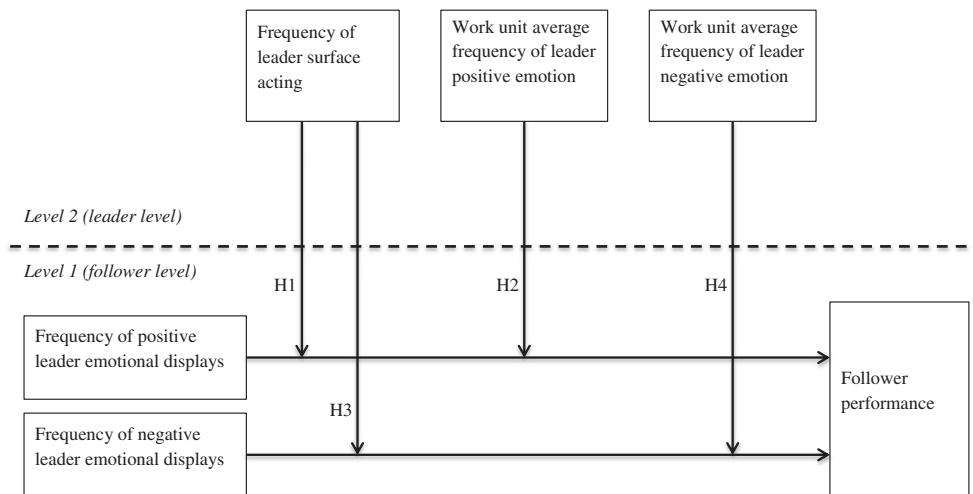 Frequency of
leader surface
acting
Work unit average
frequency of leader
positive emotion
Work unit average
frequency of leader
negative emotion
Level 2 (leader level)
Level 1 (follower level)
H1
H2
H4
Frequency of positive
leader emotional displays
H3
Frequency of negative
leader emotional displays
Follower
performance